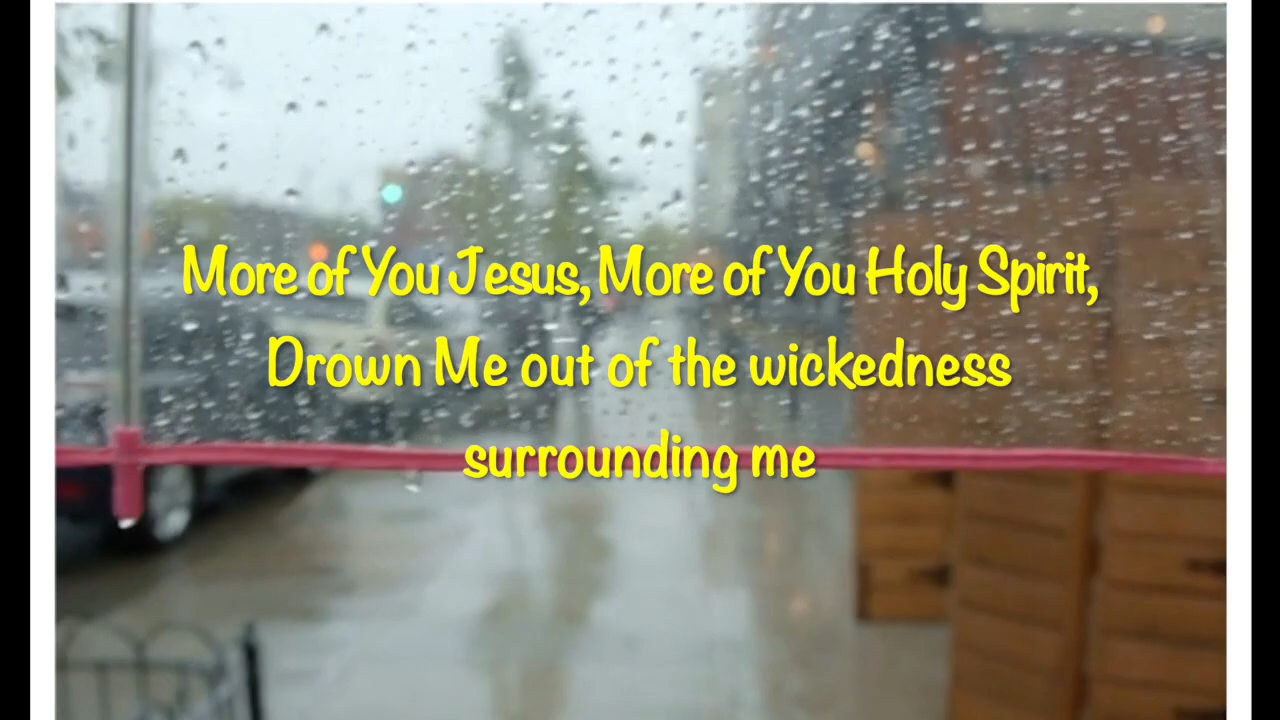 More of You Jesus, More of You Holy Spirit,
Drown Me out of the wickedness
surrounding me